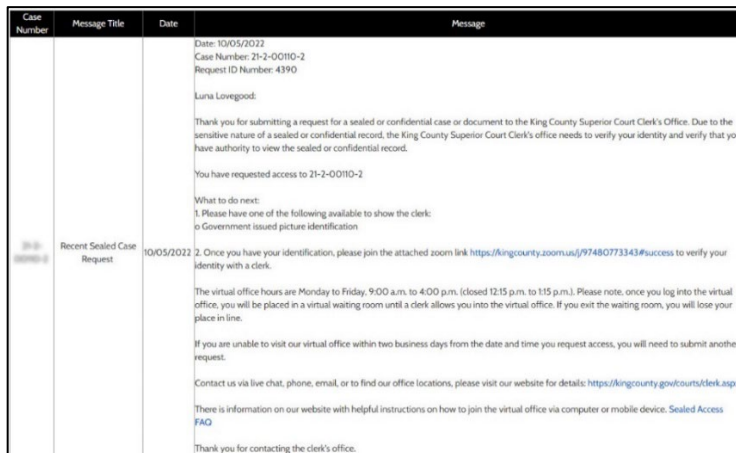 Case Number
Message Title
Date
Message
Date: 10/05/2022
Case Number: 21-2-00110-2
Request ID Number: 4390
Luna Lovegood:
Thank you for submitting a request for a sealed or confidential case or document to the King County Superior Court Clerk's Office. Due to the
sensitive nature of a sealed or confidential record, the King County Superior Court Clerk's office needs to verify your identity and verify that yo
have authority to view the sealed or confidential record.
You have requested access to 21-2-00110-2
What to do next:
1. Please have one of the following available to show the clerk:
o Government issued picture identification
Recent Sealed Case
Request
10/05/2022
2. Once you have your identification, please join the attached zoom link https://kingcounty.zoom.us/j/97480773343#success to verify your
identity with a clerk.
The virtual office hours are Monday to Friday, 9:00 a.m. to 4:00 p.m. (closed 12:15 p.m. to 1:15 p.m.). Please note, once you log into the virtual
office, you will be placed in a virtual waiting room until a clerk allows you into the virtual office. If you exit the waiting room, you will lose your
place in line.
If you are unable to visit our virtual office within two business days from the date and time you request access, you will need to submit anothe
request.
Contact us via live chat, phone, email, or to find our office locations, please visit our website for details: https://kingcounty.gov/courts/clerk.asp
There is information on our website with helpful instructions on how to join the virtual office via computer or mobile device. Sealed Access
FAQ
Thank you for contacting the clerk's office.